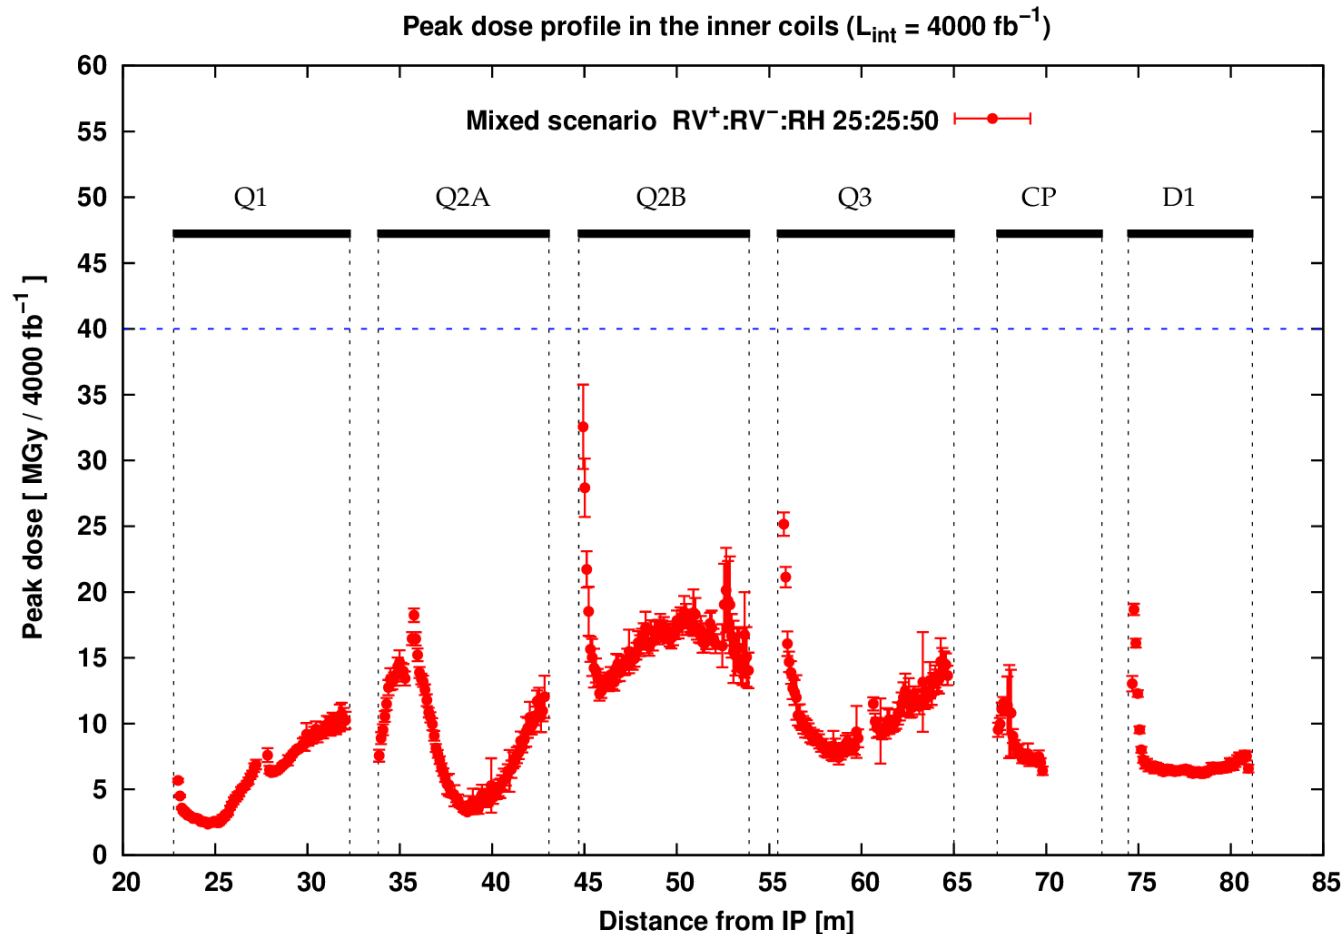 Peak dose profile in the inner coils (L_int = 4000 fb⁻¹)
60
55
50
45
40
35
30
25
20
15
10
5
0
Peak dose [ MGy / 4000 fb⁻¹ ]
Mixed scenario RV⁺:RV⁻:RH 25:25:50
Q1 Q2A Q2B Q3 CP D1
20 25 30 35 40 45 50 55 60 65 70 75 80 85
Distance from IP [m]